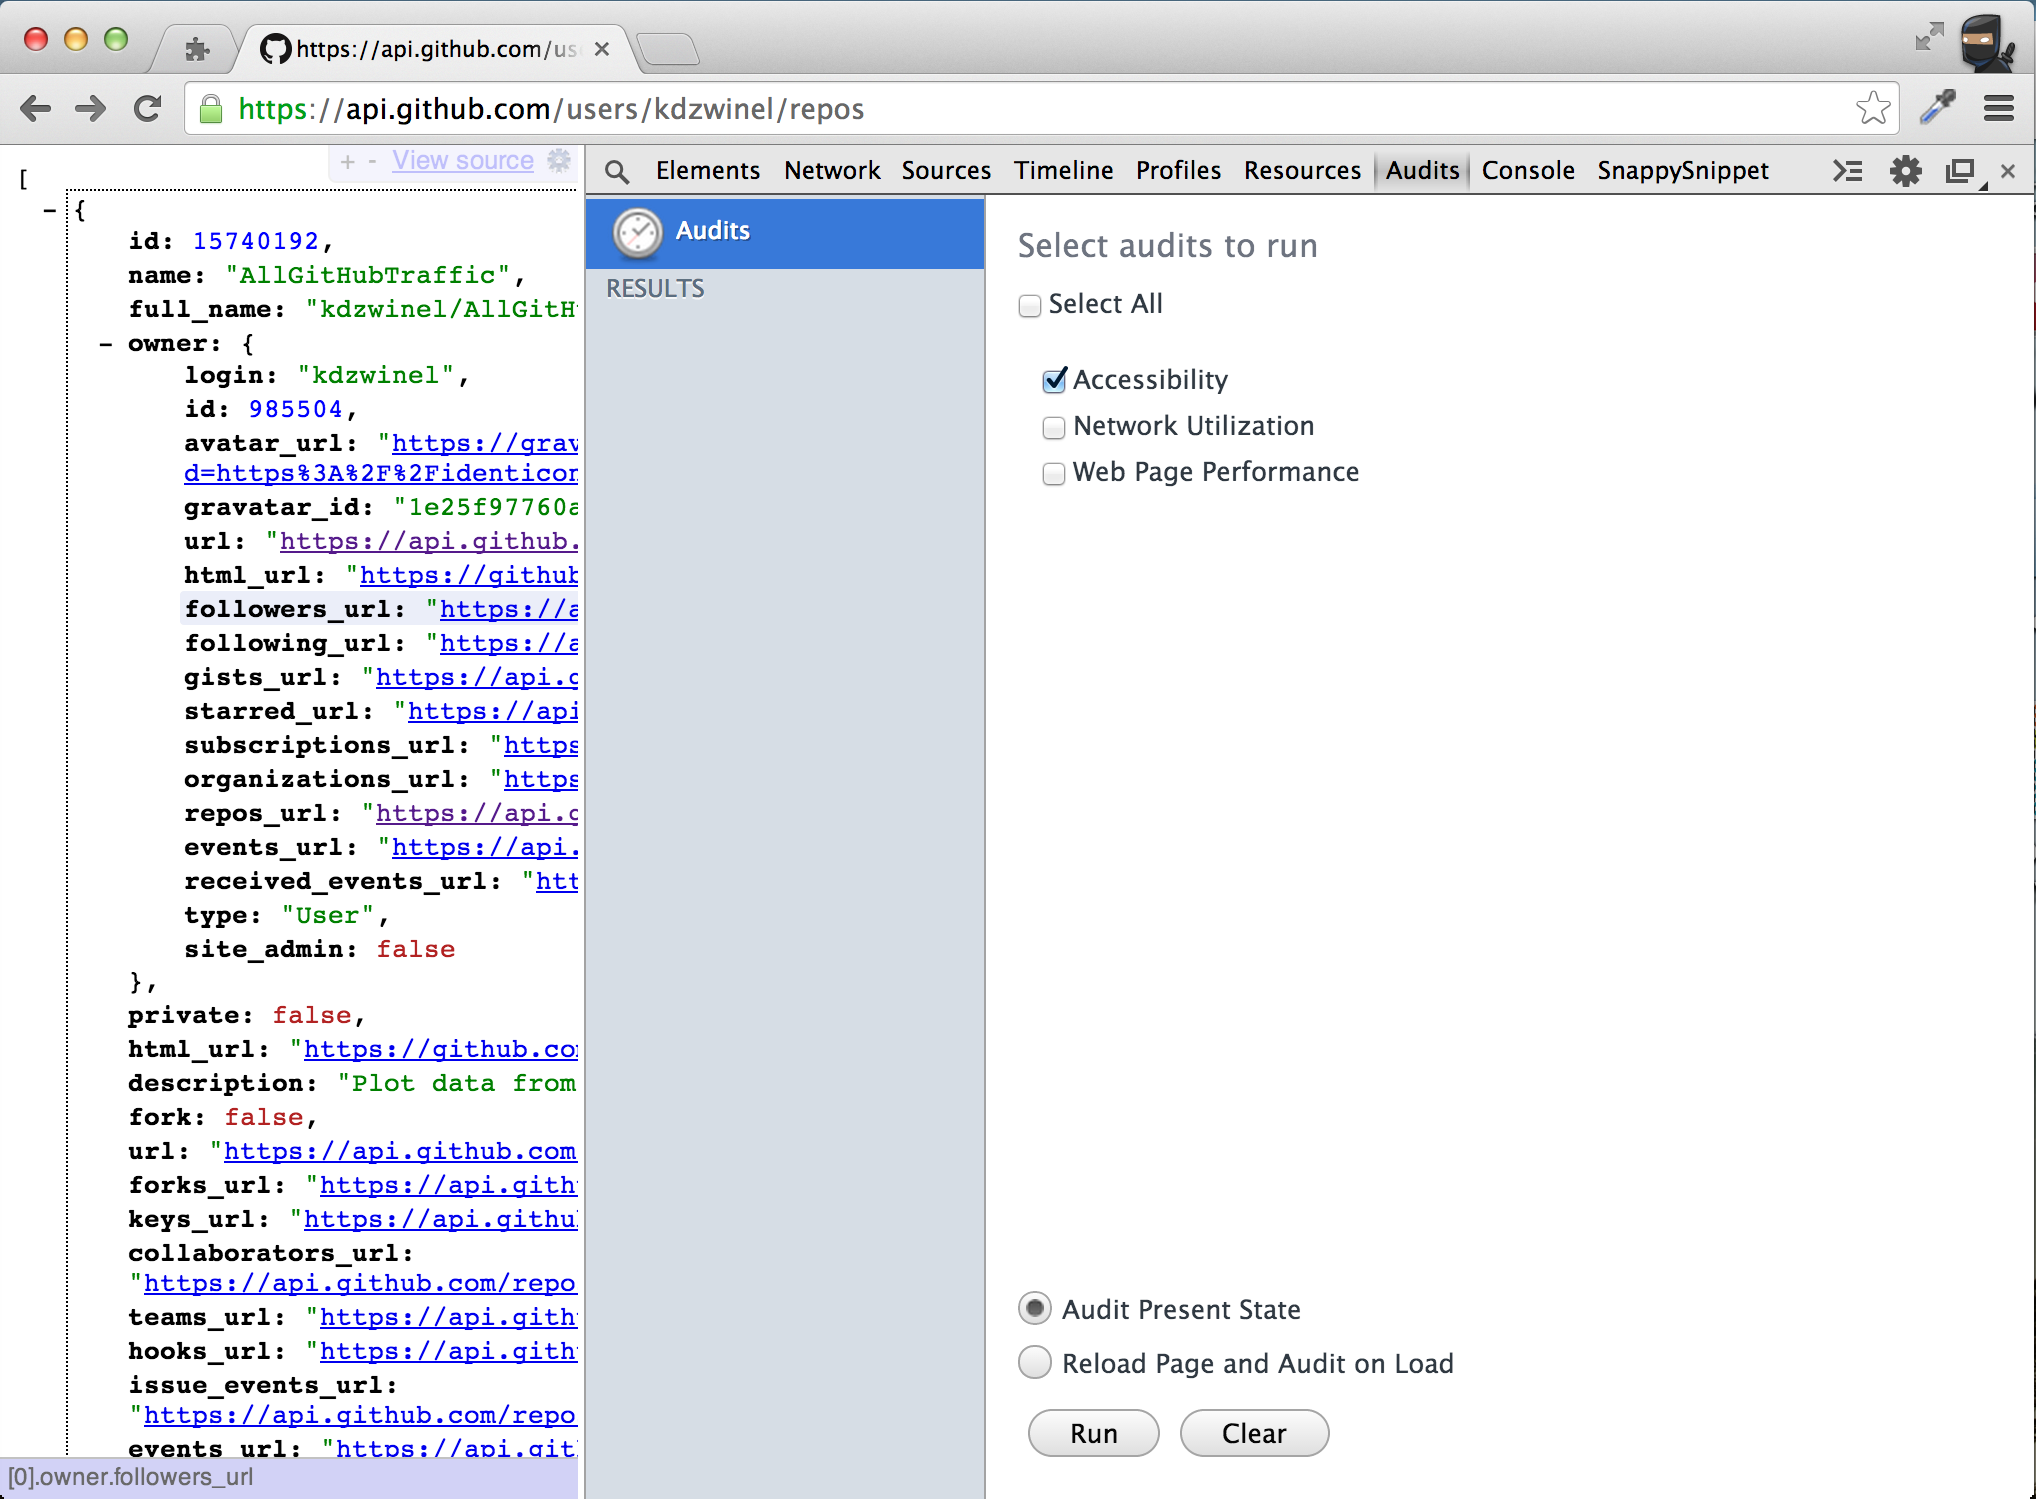 https://api.github.com/us
https://api.github.com/users/kdzwinel/repos
+ - View source
[
- {
id: 15740192,
name: "AllGitHubTraffic",
full_name: "kdzwinel/AllGitH
- owner: {
login: "kdzwinel",
id: 985504,
avatar_url: "https://grav
d=https%3A%2F%2Fidenticon
gravatar_id: "1e25f97760a
url: "https://api.github.
html_url: "https://github
followers_url: "https://a
following_url: "https://a
gists_url: "https://api.g
starred_url: "https://api
subscriptions_url: "https
organizations_url: "https
repos_url: "https://api.g
events_url: "https://api.
received_events_url: "htt
type: "User",
site_admin: false
},
private: false,
html_url: "https://github.co
description: "Plot data from
fork: false,
url: "https://api.github.com
forks_url: "https://api.gith
keys_url: "https://api.githu
collaborators_url:
"https://api.github.com/repo
teams_url: "https://api.gith
hooks_url: "https://api.gith
issue_events_url:
"https://api.github.com/repo
events_url: "https://api.git
[0].owner.followers_url
Elements Network Sources Timeline Profiles Resources Audits Console SnappySnippet
Audits
RESULTS
Select audits to run
Select All
Accessibility
Network Utilization
Web Page Performance
Audit Present State
Reload Page and Audit on Load
Run Clear